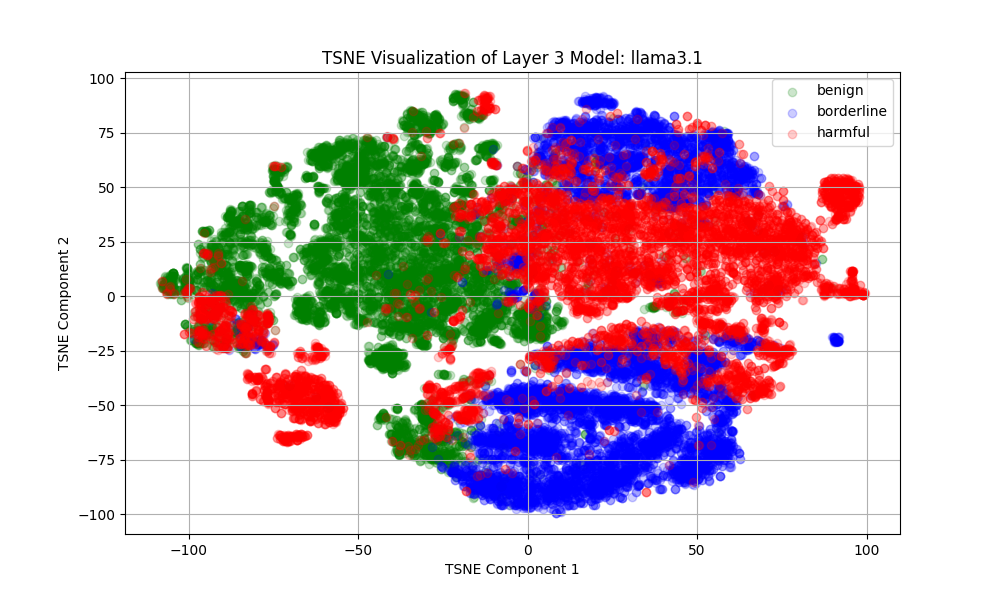 TSNE Visualization of Layer 3 Model: llama3.1
benign
borderline
harmful
TSNE Component 2
100
75
50
25
0
−25
−50
−75
−100
−100
−50
0
50
100
TSNE Component 1